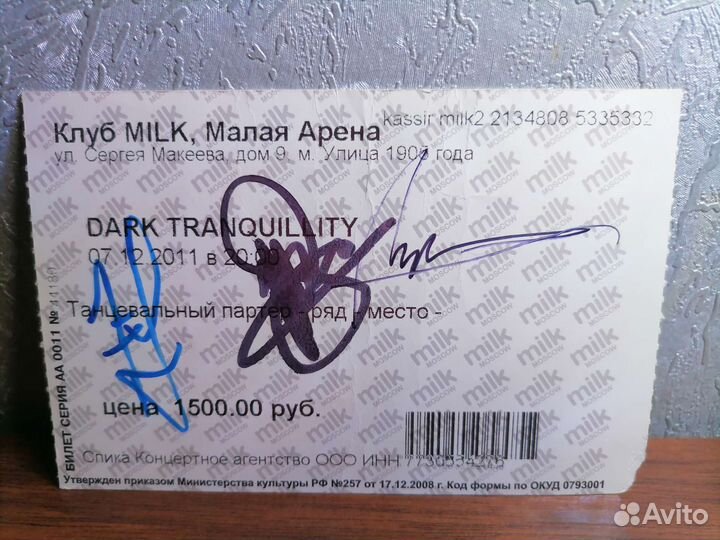 kassir milk2 2134808 5335332
Клуб MILK, Малая Арена
ул. Сергея Макеева, дом 9, м. Улица 1905 года
DARK TRANQUILLITY
07.12.2011 в 20:00
Танцевальный партер - ряд - место -
цена 1500.00 руб.
Спика Концертное агентство ООО ИНН
Утвержден приказом Министерства культуры РФ №257 от 17.12.2008 г. Код формы по ОКУД 0793001
БИЛЕТ СЕРИЯ АА 0011 №
milk MOSCOW
Avito